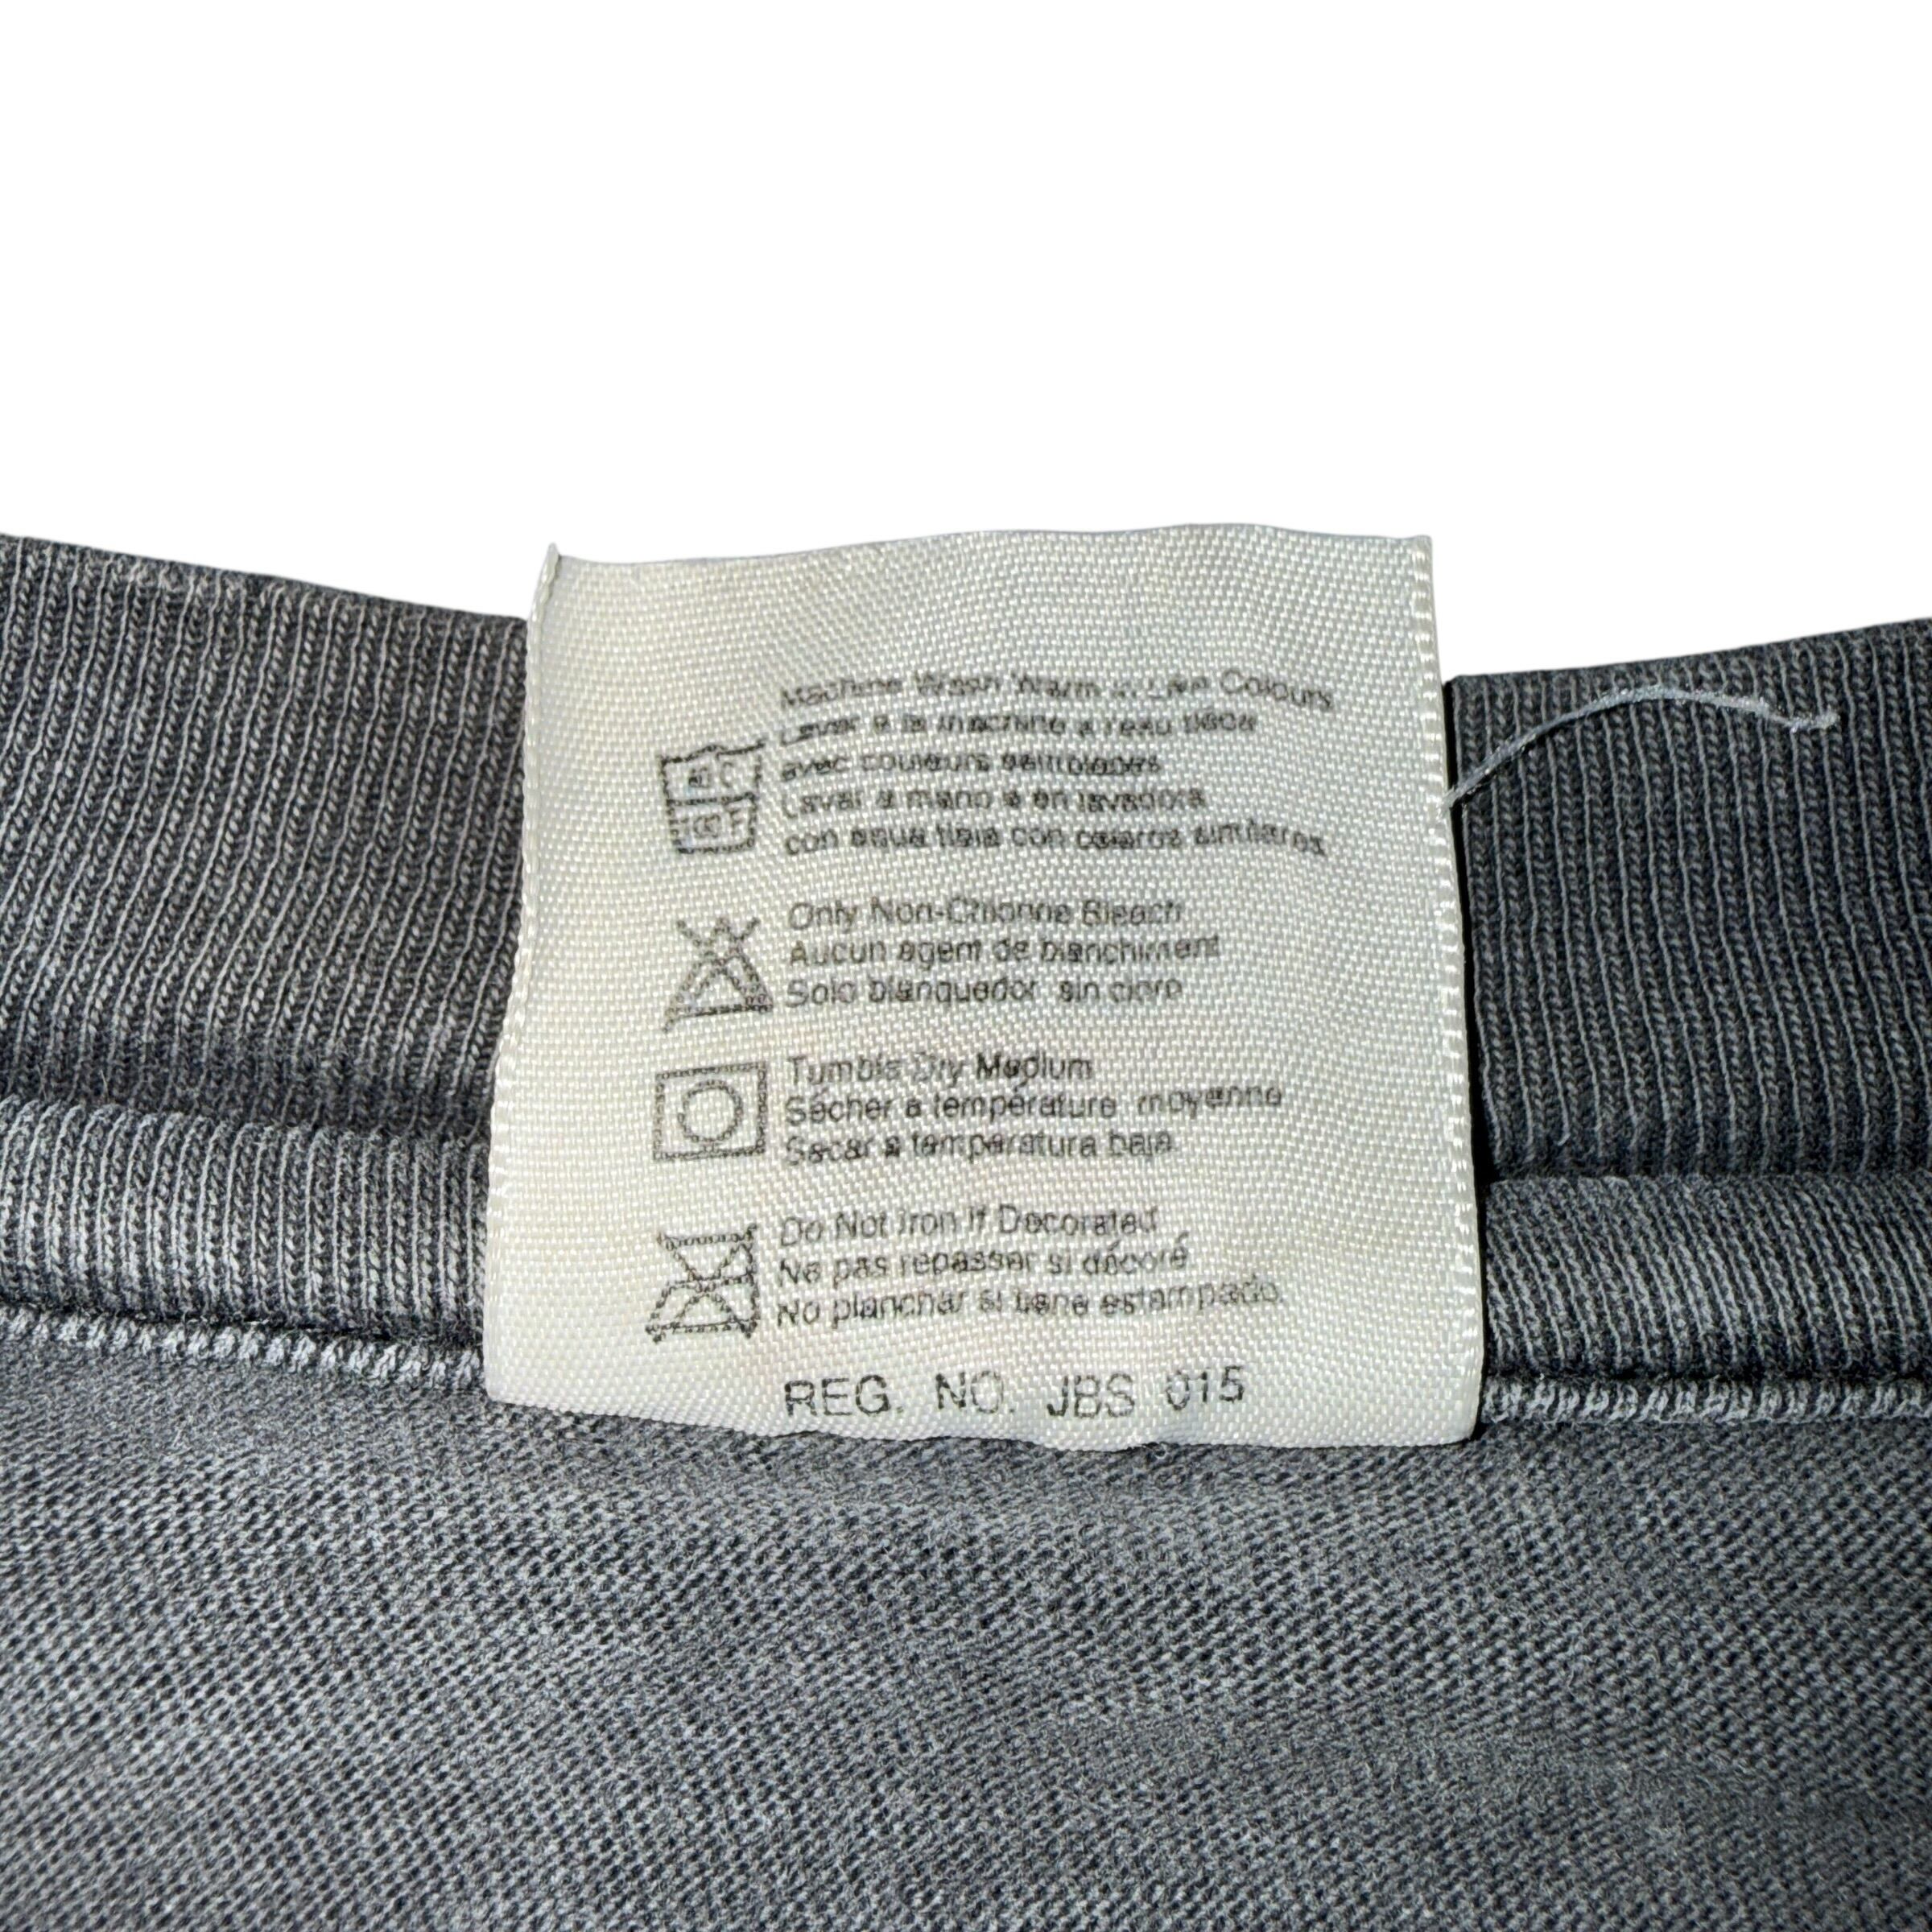 Machine Wash Warm in Like Colours
Laver à la machine à l'eau tiède
avec couleurs semblables
Lavar a mano o en lavadora
con agua tibia con colores similares
40 C
Only Non-Chlorine Bleach
Aucun agent de blanchiment
Solo blanquedor sin cloro
Tumble Dry Medium
Sécher à température moyenne
Secar a temperatura baja
Do Not Iron If Decorated
Ne pas repasser si décoré
No planchar si tiene estampado.
REG. NO. JBS 015